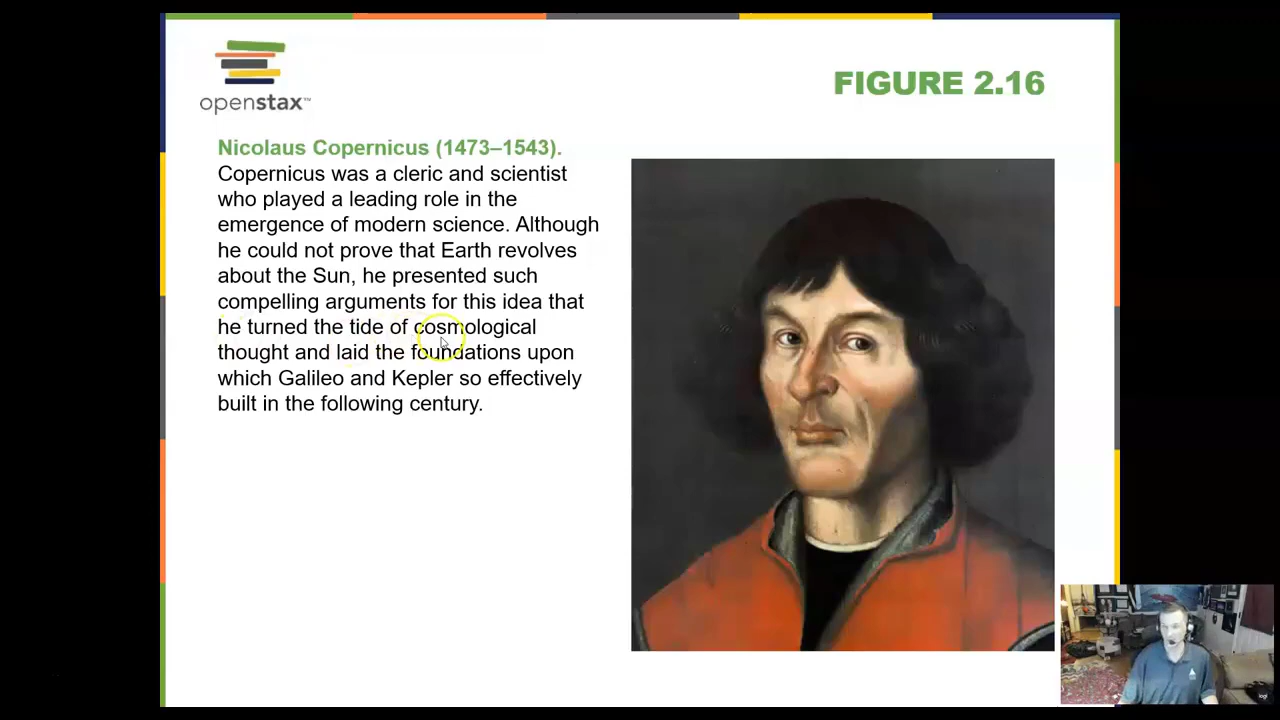 openstax™
FIGURE 2.16
Nicolaus Copernicus (1473–1543).
Copernicus was a cleric and scientist
who played a leading role in the
emergence of modern science. Although
he could not prove that Earth revolves
about the Sun, he presented such
compelling arguments for this idea that
he turned the tide of cosmological
thought and laid the foundations upon
which Galileo and Kepler so effectively
built in the following century.
logi